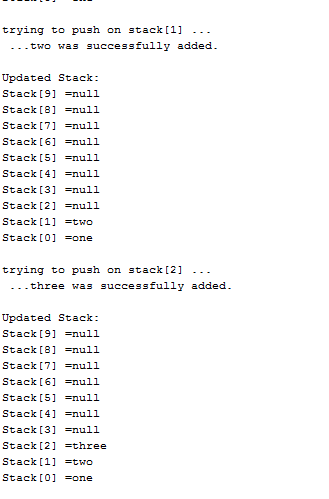 trying to push on stack[1] ...
...two was successfully added.
Updated Stack:
Stack[9] =null
Stack[8] =null
Stack[7] =null
Stack[6] =null
Stack[5] =null
Stack[4] =null
Stack[3] =null
Stack[2] =null
Stack[1] =two
Stack[0] =one
trying to push on stack[2] ...
...three was successfully added.
Updated Stack:
Stack[9] =null
Stack[8] =null
Stack[7] =null
Stack[6] =null
Stack[5] =null
Stack[4] =null
Stack[3] =null
Stack[2] =three
Stack[1] =two
Stack[0] =one